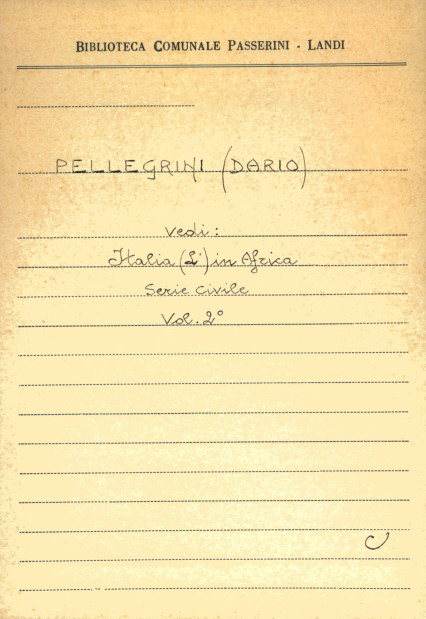 BIBLIOTECA COMUNALE PASSERINI - LANDI
PELLEGRINI (DARIO)
vedi:
Italia (L') in Africa
Serie civile
Vol. 2°